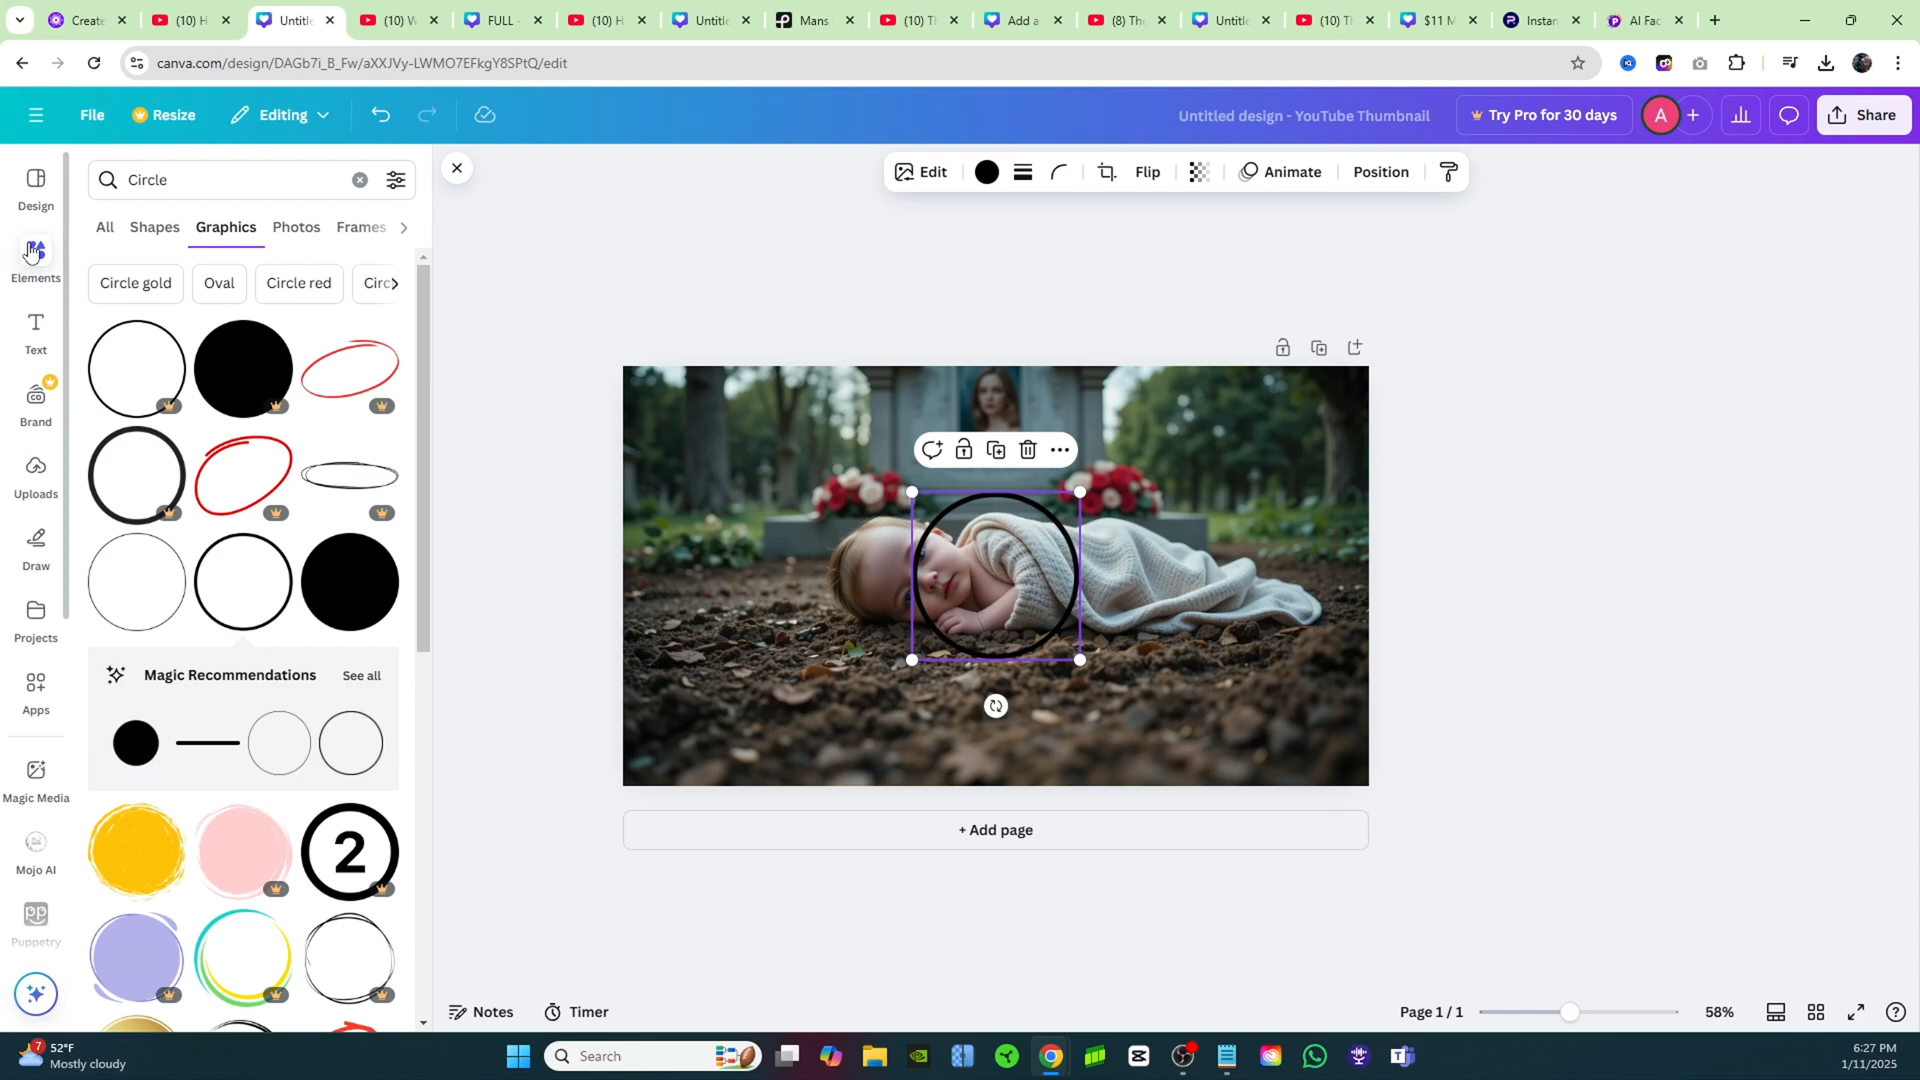 Create
(10) H
Untitle
(10) W
FULL -
(10) H
Untitle
Mans
(10) Th
Add a
(8) The
Untitle
(10) Th
$11 M
Instan
AI Fac
canva.com/design/DAGb7i_B_Fw/aXXJVy-LWMO7EFkgY8SPtQ/edit
File
Resize
Editing
Untitled design - YouTube Thumbnail
Try Pro for 30 days
A
Share
Design
Elements
Text
Brand
Uploads
Draw
Projects
Apps
Magic Media
Mojo AI
Puppetry
Circle
All
Shapes
Graphics
Photos
Frames
Circle gold
Oval
Circle red
Circ
Magic Recommendations
See all
2
Edit
Flip
Animate
Position
+ Add page
Notes
Timer
Page 1 / 1
58%
7
52°F
Mostly cloudy
Search
6:27 PM
1/11/2025